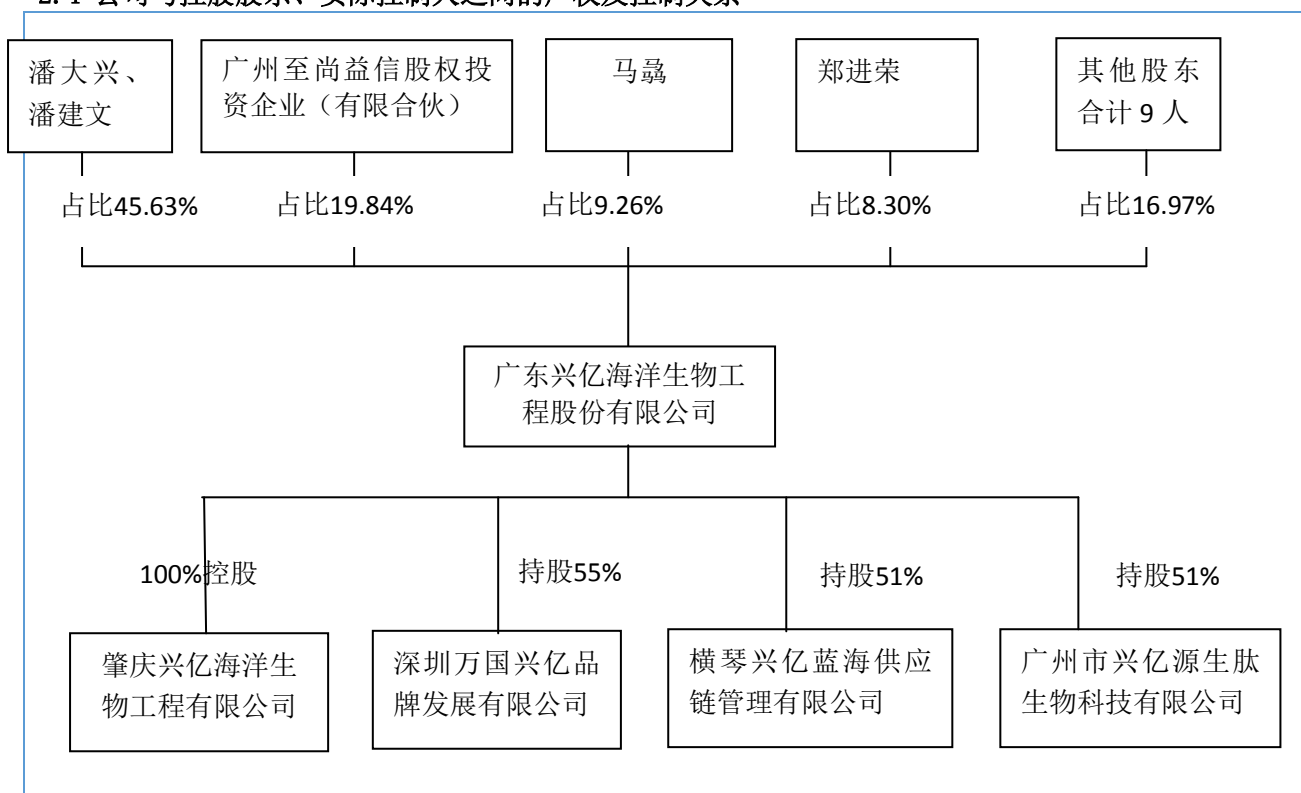 潘大兴、
潘建文
广州至尚益信股权投
资企业（有限合伙）
马骉
郑进荣
其他股东
合计 9 人
占比45.63%
占比19.84%
占比9.26%
占比8.30%
占比16.97%
广东兴亿海洋生物工
程股份有限公司
100%控股
持股55%
持股51%
持股51%
肇庆兴亿海洋生
物工程有限公司
深圳万国兴亿品
牌发展有限公司
横琴兴亿蓝海供应
链管理有限公司
广州市兴亿源生肽
生物科技有限公司